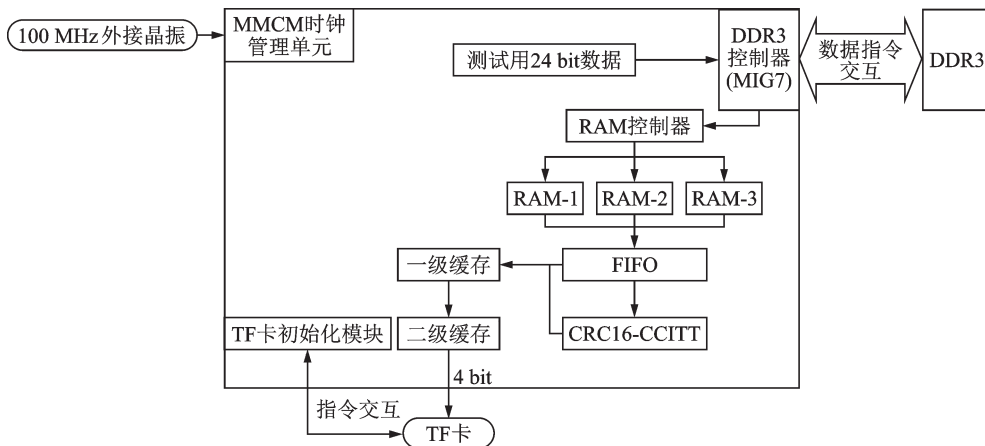 100 MHz外接晶振
MMCM时钟
管理单元
测试用24 bit数据
DDR3
控制器
(MIG7)
数据指令
交互
DDR3
RAM控制器
RAM-1
RAM-2
RAM-3
一级缓存
FIFO
TF卡初始化模块
二级缓存
CRC16-CCITT
4 bit
指令交互
TF卡